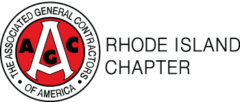 THE ASSOCIATED GENERAL CONTRACTORS
• OF AMERICA •
AGC
RHODE ISLAND
CHAPTER